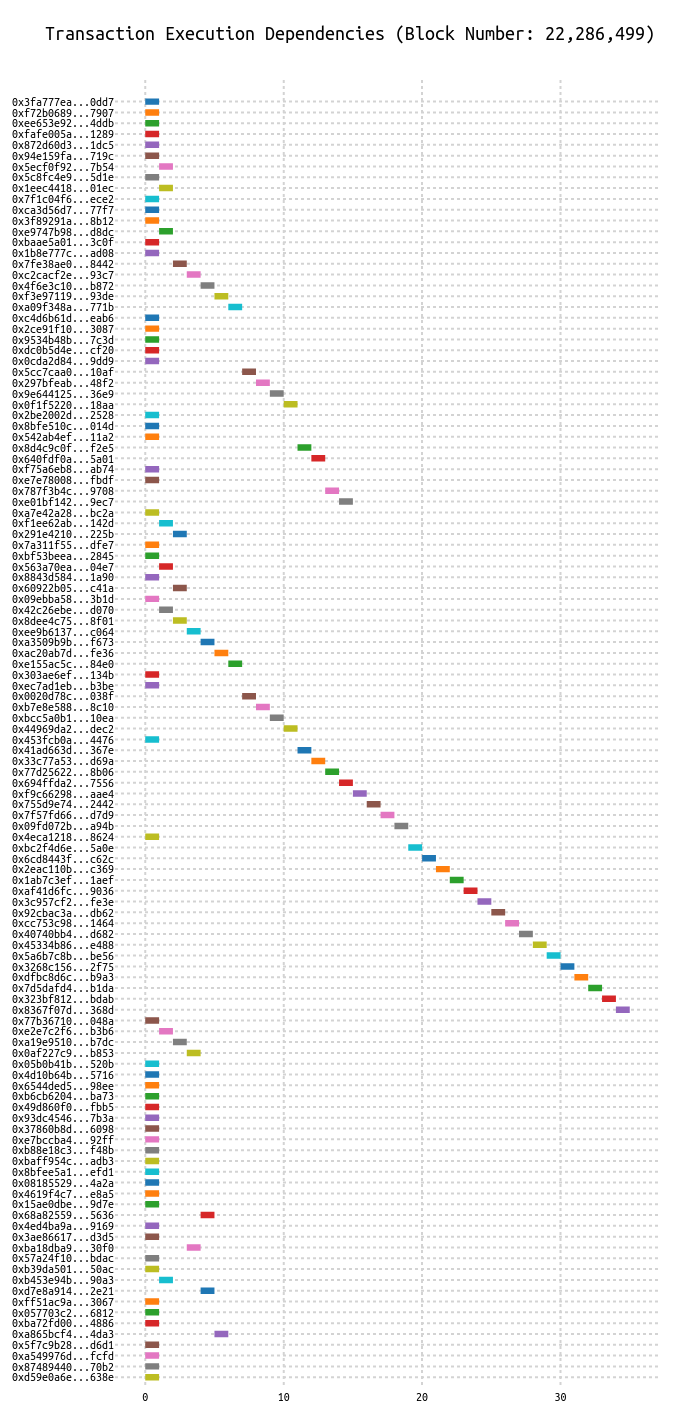 Transaction Execution Dependencies (Block Number: 22,286,499)
0x3fa777ea...0dd7
0xf72b0689...7907
0xee653e92...4ddb
0xfafe005a...1289
0x872d60d3...1dc5
0x94e159fa...719c
0x5ecf0f92...7b54
0x5c8fc4e9...5d1e
0x1eec4418...01ec
0x7f1c04f6...ece2
0xca3d56d7...77f7
0x3f89291a...8b12
0xe9747b98...d8dc
0xbaae5a01...3c0f
0x1b8e777c...ad08
0x7fe38ae0...8442
0xc2cacf2e...93c7
0x4f6e3c10...b872
0xf3e97119...93de
0xa09f348a...771b
0xc4d6b61d...eab6
0x2ce91f10...3087
0x9534b48b...7c3d
0xdc0b5d4e...cf20
0x0cda2d84...9dd9
0x5cc7caa0...10af
0x297bfeab...48f2
0x9e644125...36e9
0x0f1f5220...18aa
0x2be2002d...2528
0x8bfe510c...014d
0x542ab4ef...11a2
0x8d4c9c0f...f2e5
0x640fdf0a...5a01
0xf75a6eb8...ab74
0xe7e78008...fbdf
0x787f3b4c...9708
0xe01bf142...9ec7
0xa7e42a28...bc2a
0xf1ee62ab...142d
0x291e4210...225b
0x7a311f55...dfe7
0xbf53beea...2845
0x563a70ea...04e7
0x8843d584...1a90
0x60922b05...c41a
0x09ebba58...3b1d
0x42c26ebe...d070
0x8dee4c75...8f01
0xee9b6137...c064
0xa3509b9b...f673
0xac20ab7d...fe36
0xe155ac5c...84e0
0x303ae6ef...134b
0xec7ad1eb...b3be
0x0020d78c...038f
0xb7e8e588...8c10
0xbcc5a0b1...10ea
0x44969da2...dec2
0x453fcb0a...4476
0x41ad663d...367e
0x33c77a53...d69a
0x77d25622...8b06
0x694ffda2...7556
0xf9c66298...aae4
0x755d9e74...2442
0x7f57fd66...d7d9
0x09fd072b...a94b
0x4eca1218...8624
0xbc2f4d6e...5a0e
0x6cd8443f...c62c
0x2eac110b...c369
0x1ab7c3ef...1aef
0xaf41d6fc...9036
0x3c957cf2...fe3e
0x92cbac3a...db62
0xcc753c98...1464
0x40740bb4...d682
0x45334b86...e488
0x5a6b7c8b...be56
0x3268c156...2f75
0xdfbc8d6c...b9a3
0x7d5dafd4...b1da
0x323bf812...bdab
0x8367f07d...368d
0x77b36710...048a
0xe2e7c2f6...b3b6
0xa19e9510...b7dc
0x0af227c9...b853
0x05b0b41b...520b
0x4d10b64b...5716
0x6544ded5...98ee
0xb6cb6204...ba73
0x49d860f0...fbb5
0x93dc4546...7b3a
0x37860b8d...6098
0xe7bccba4...92ff
0xb88e18c3...f48b
0xbaff954c...adb3
0x8bfee5a1...efd1
0x08185529...4a2a
0x4619f4c7...e8a5
0x15ae0dbe...9d7e
0x68a82559...5636
0x4ed4ba9a...9169
0x3ae86617...d3d5
0xba18dba9...30f0
0x57a24f10...bdac
0xb39da501...50ac
0xb453e94b...90a3
0xd7e8a914...2e21
0xff51ac9a...3067
0x057703c2...6812
0xba72fd00...4886
0xa865bcf4...4da3
0x5f7c9b28...d6d1
0xa549976d...fcfd
0x87489440...70b2
0xd59e0a6e...638e
0 10 20 30